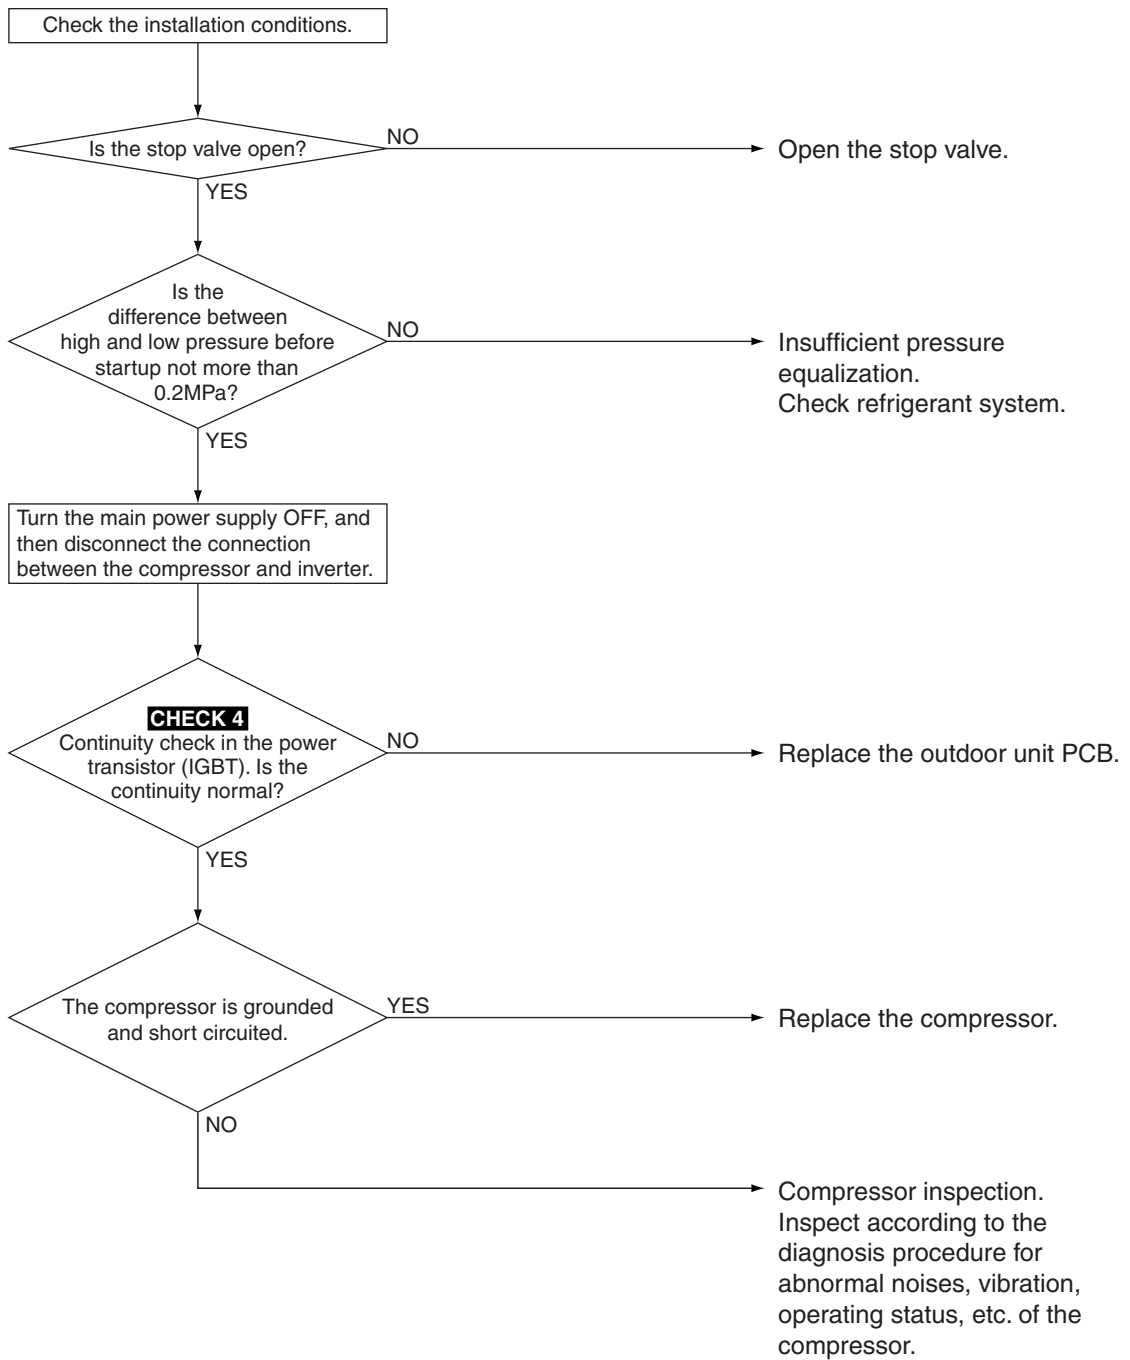 Check the installation conditions.
Is the stop valve open?
NO
Open the stop valve.
YES
Is the
difference between
high and low pressure before
startup not more than
0.2MPa?
NO
Insufficient pressure
equalization.
Check refrigerant system.
YES
Turn the main power supply OFF, and
then disconnect the connection
between the compressor and inverter.
CHECK 4
Continuity check in the power
transistor (IGBT). Is the
continuity normal?
NO
Replace the outdoor unit PCB.
YES
The compressor is grounded
and short circuited.
YES
Replace the compressor.
NO
Compressor inspection.
Inspect according to the
diagnosis procedure for
abnormal noises, vibration,
operating status, etc. of the
compressor.